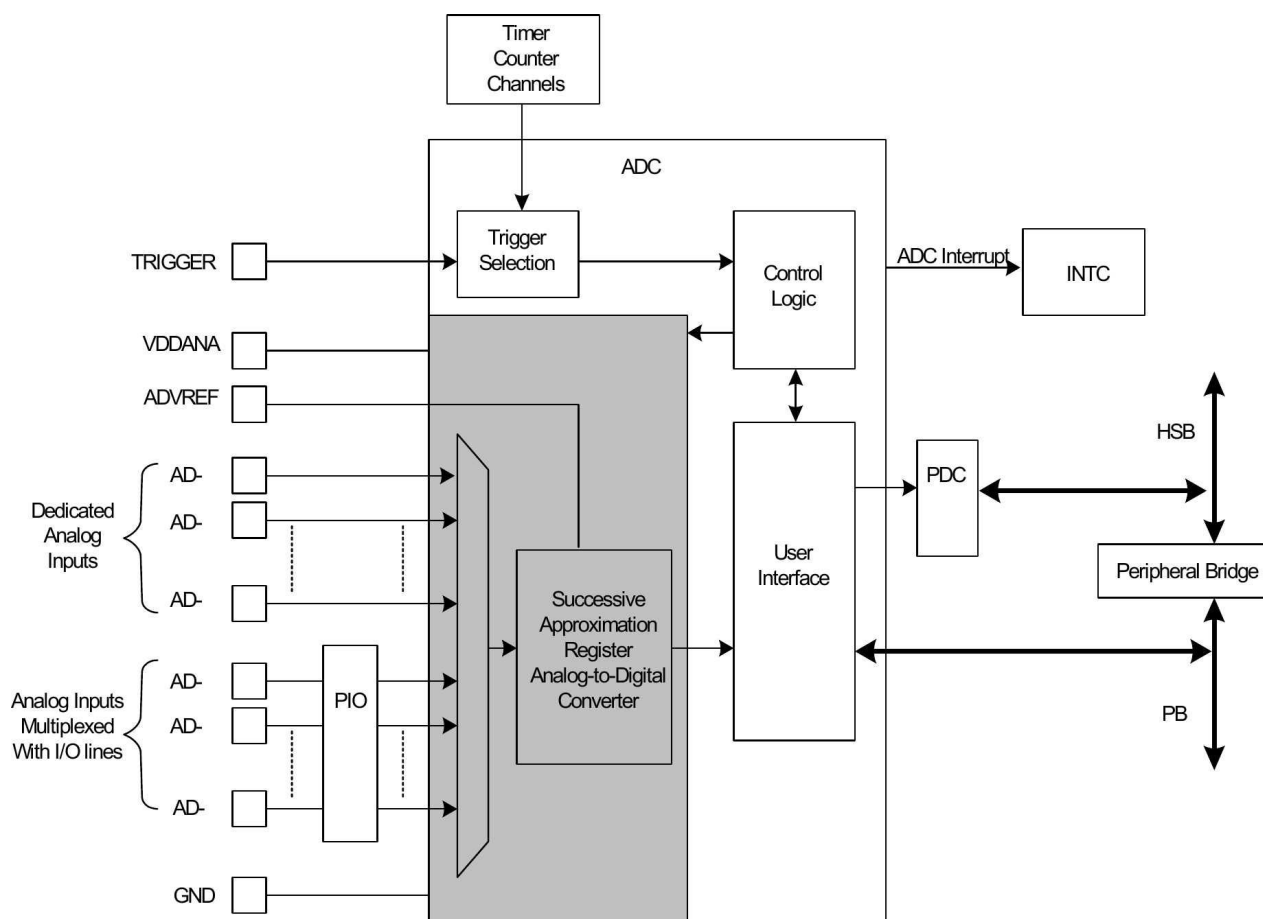 Timer
Counter
Channels
ADC
TRIGGER
Trigger
Selection
Control
Logic
ADC Interrupt
INTC
VDDANA
ADVREF
HSB
Dedicated
Analog
Inputs
AD-
AD-
AD-
PDC
User
Interface
Peripheral Bridge
Successive
Approximation
Register
Analog-to-Digital
Converter
Analog Inputs
Multiplexed
With I/O lines
AD-
AD-
AD-
PIO
PB
GND